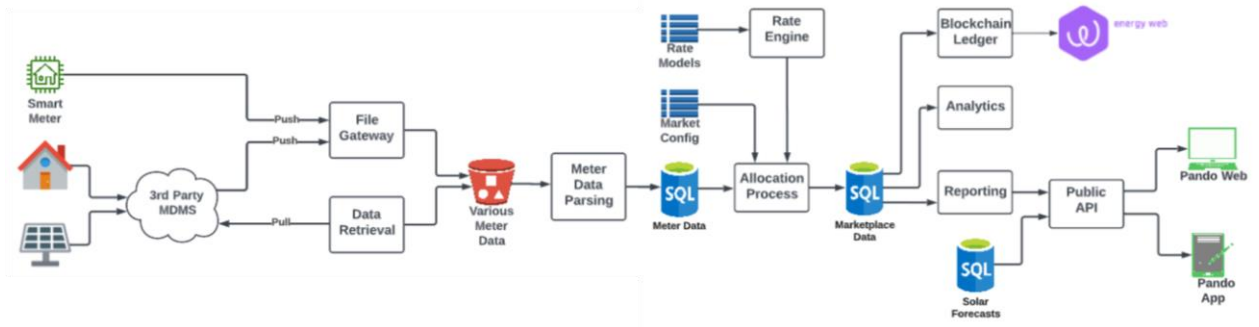 Smart
Meter
3rd Party
MDMS
Push
Push
Pull
File
Gateway
Data
Retrieval
Various
Meter
Data
Meter
Data
Parsing
Rate
Models
Rate
Engine
Market
Config
SQL
Meter Data
Allocation
Process
SQL
Marketplace
Data
Blockchain
Ledger
energy web
Analytics
Reporting
Public
API
SQL
Solar
Forecasts
Pando Web
Pando
App